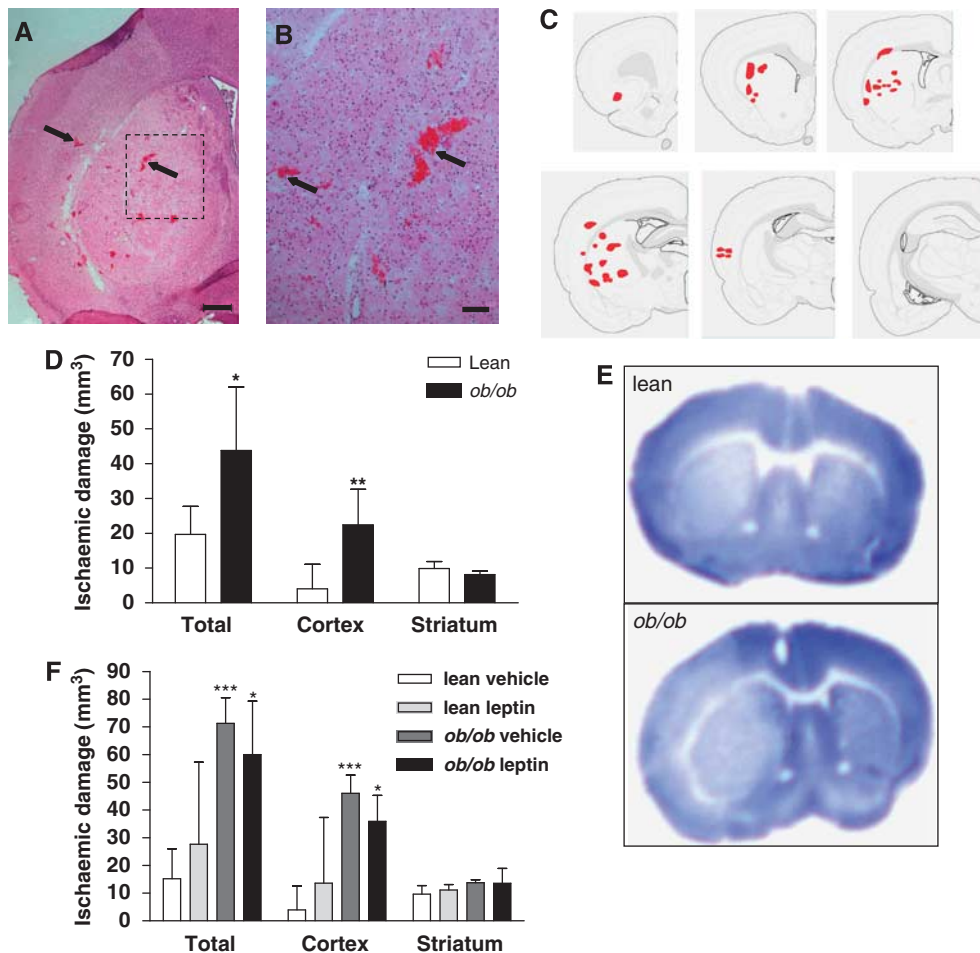 A
B
C
D
Ischaemic damage (mm³)
70
60
50
40
30
20
10
0
*
**
Lean
ob/ob
Total Cortex Striatum
E
lean
ob/ob
F
Ischaemic damage (mm³)
90
80
70
60
50
40
30
20
10
0
*** *
*** *
lean vehicle
lean leptin
ob/ob vehicle
ob/ob leptin
Total Cortex Striatum